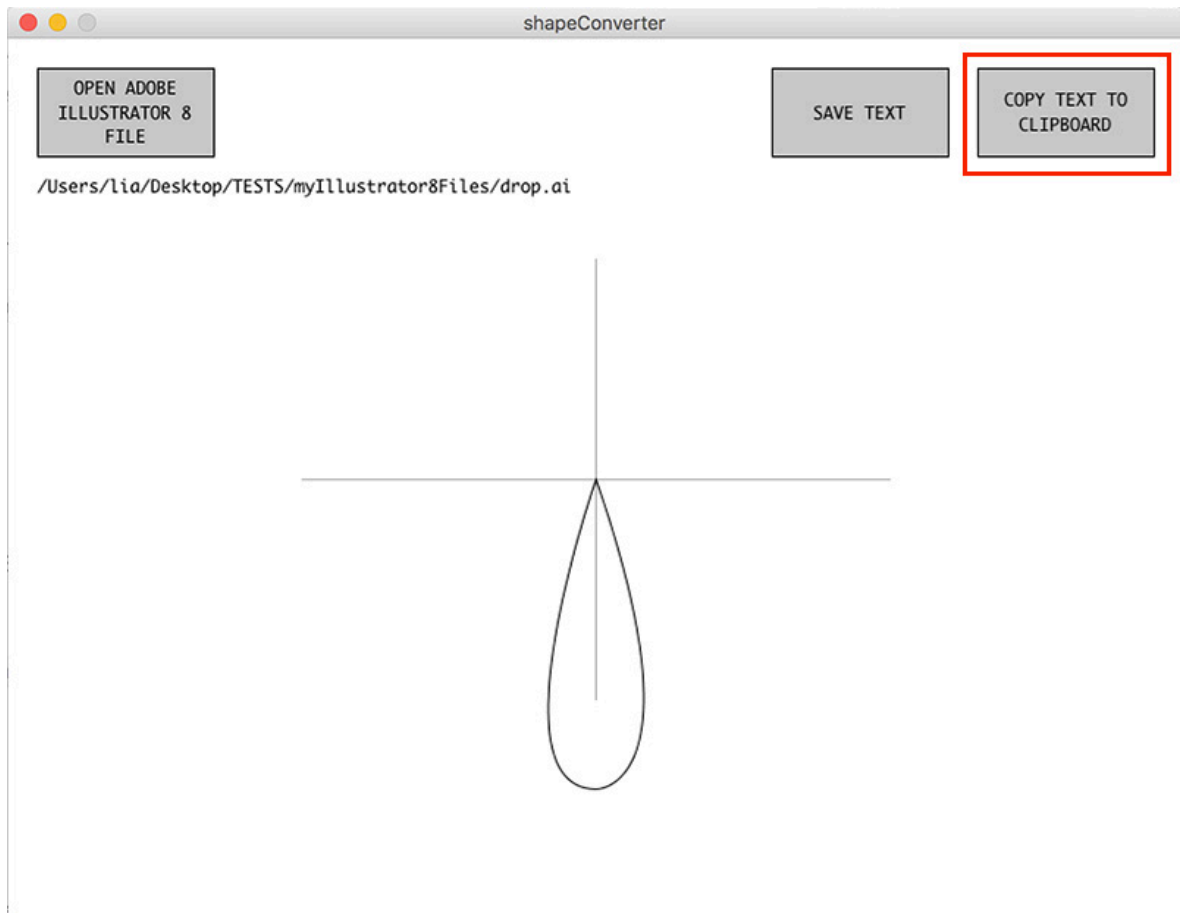 shapeConverter
OPEN ADOBE
ILLUSTRATOR 8
FILE
SAVE TEXT
COPY TEXT TO
CLIPBOARD
/Users/lia/Desktop/TESTS/myIllustrator8Files/drop.ai